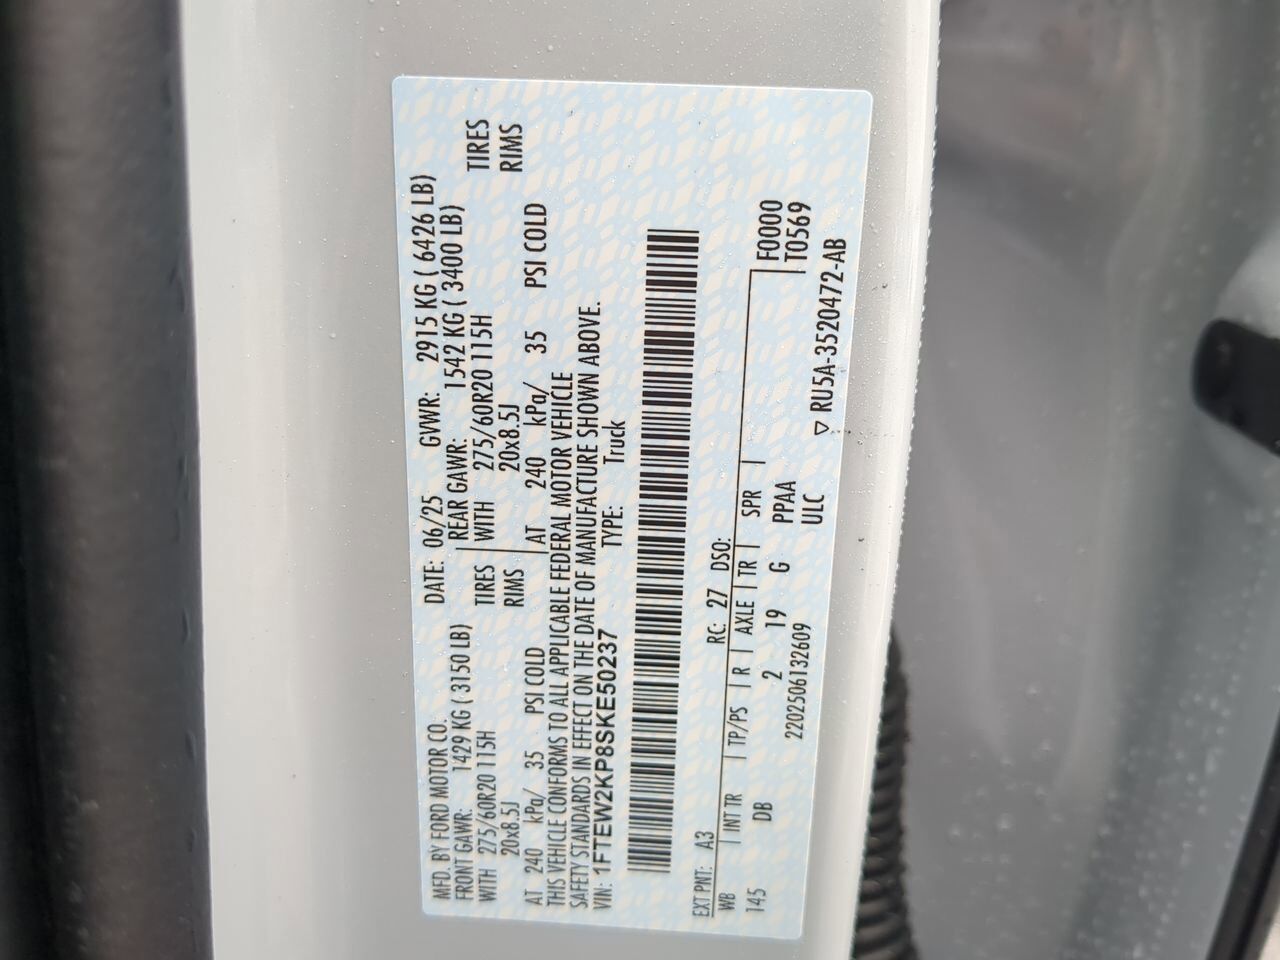 MFD. BY FORD MOTOR CO. DATE: 06/25 GVWR: 2915 KG ( 6426 LB)
FRONT GAWR: 1429 KG ( 3150 LB) REAR GAWR: 1542 KG ( 3400 LB)
WITH 275/60R20 115H TIRES WITH 275/60R20 115H TIRES
20x8.5J RIMS 20x8.5J RIMS
AT 240 kPa/ 35 PSI COLD AT 240 kPa/ 35 PSI COLD
THIS VEHICLE CONFORMS TO ALL APPLICABLE FEDERAL MOTOR VEHICLE
SAFETY STANDARDS IN EFFECT ON THE DATE OF MANUFACTURE SHOWN ABOVE.
VIN: 1FTEW2KP8SKE50237 TYPE: Truck
EXT PNT: A3 RC: 27 DSO:
WB INT TR TP/PS R AXLE TR SPR F0000
145 DB 2 19 G PPAA T0569
2202506132609 ULC
▽ RU5A-3520472-AB